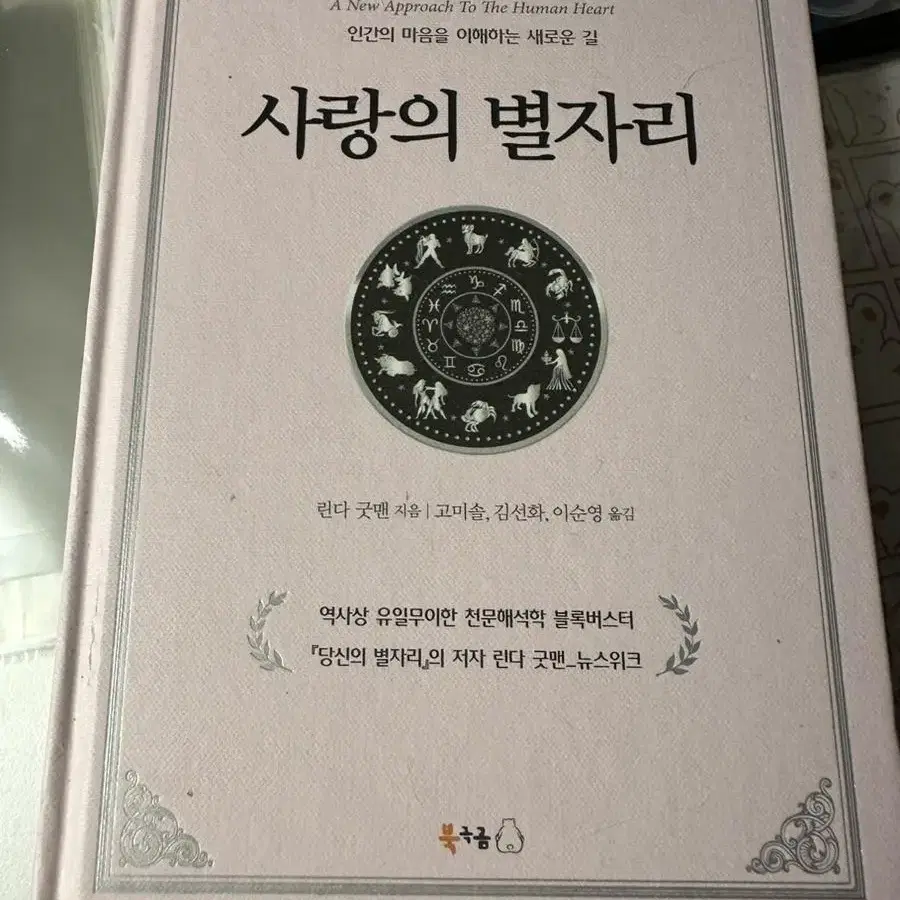 A New Approach To The Human Heart
인간의 마음을 이해하는 새로운 길
사랑의 별자리
린다 굿맨 지음 | 고미솔, 김선화, 이순영 옮김
역사상 유일무이한 천문해석학 블록버스터
『당신의 별자리』의 저자 린다 굿맨_뉴스위크
북극곰